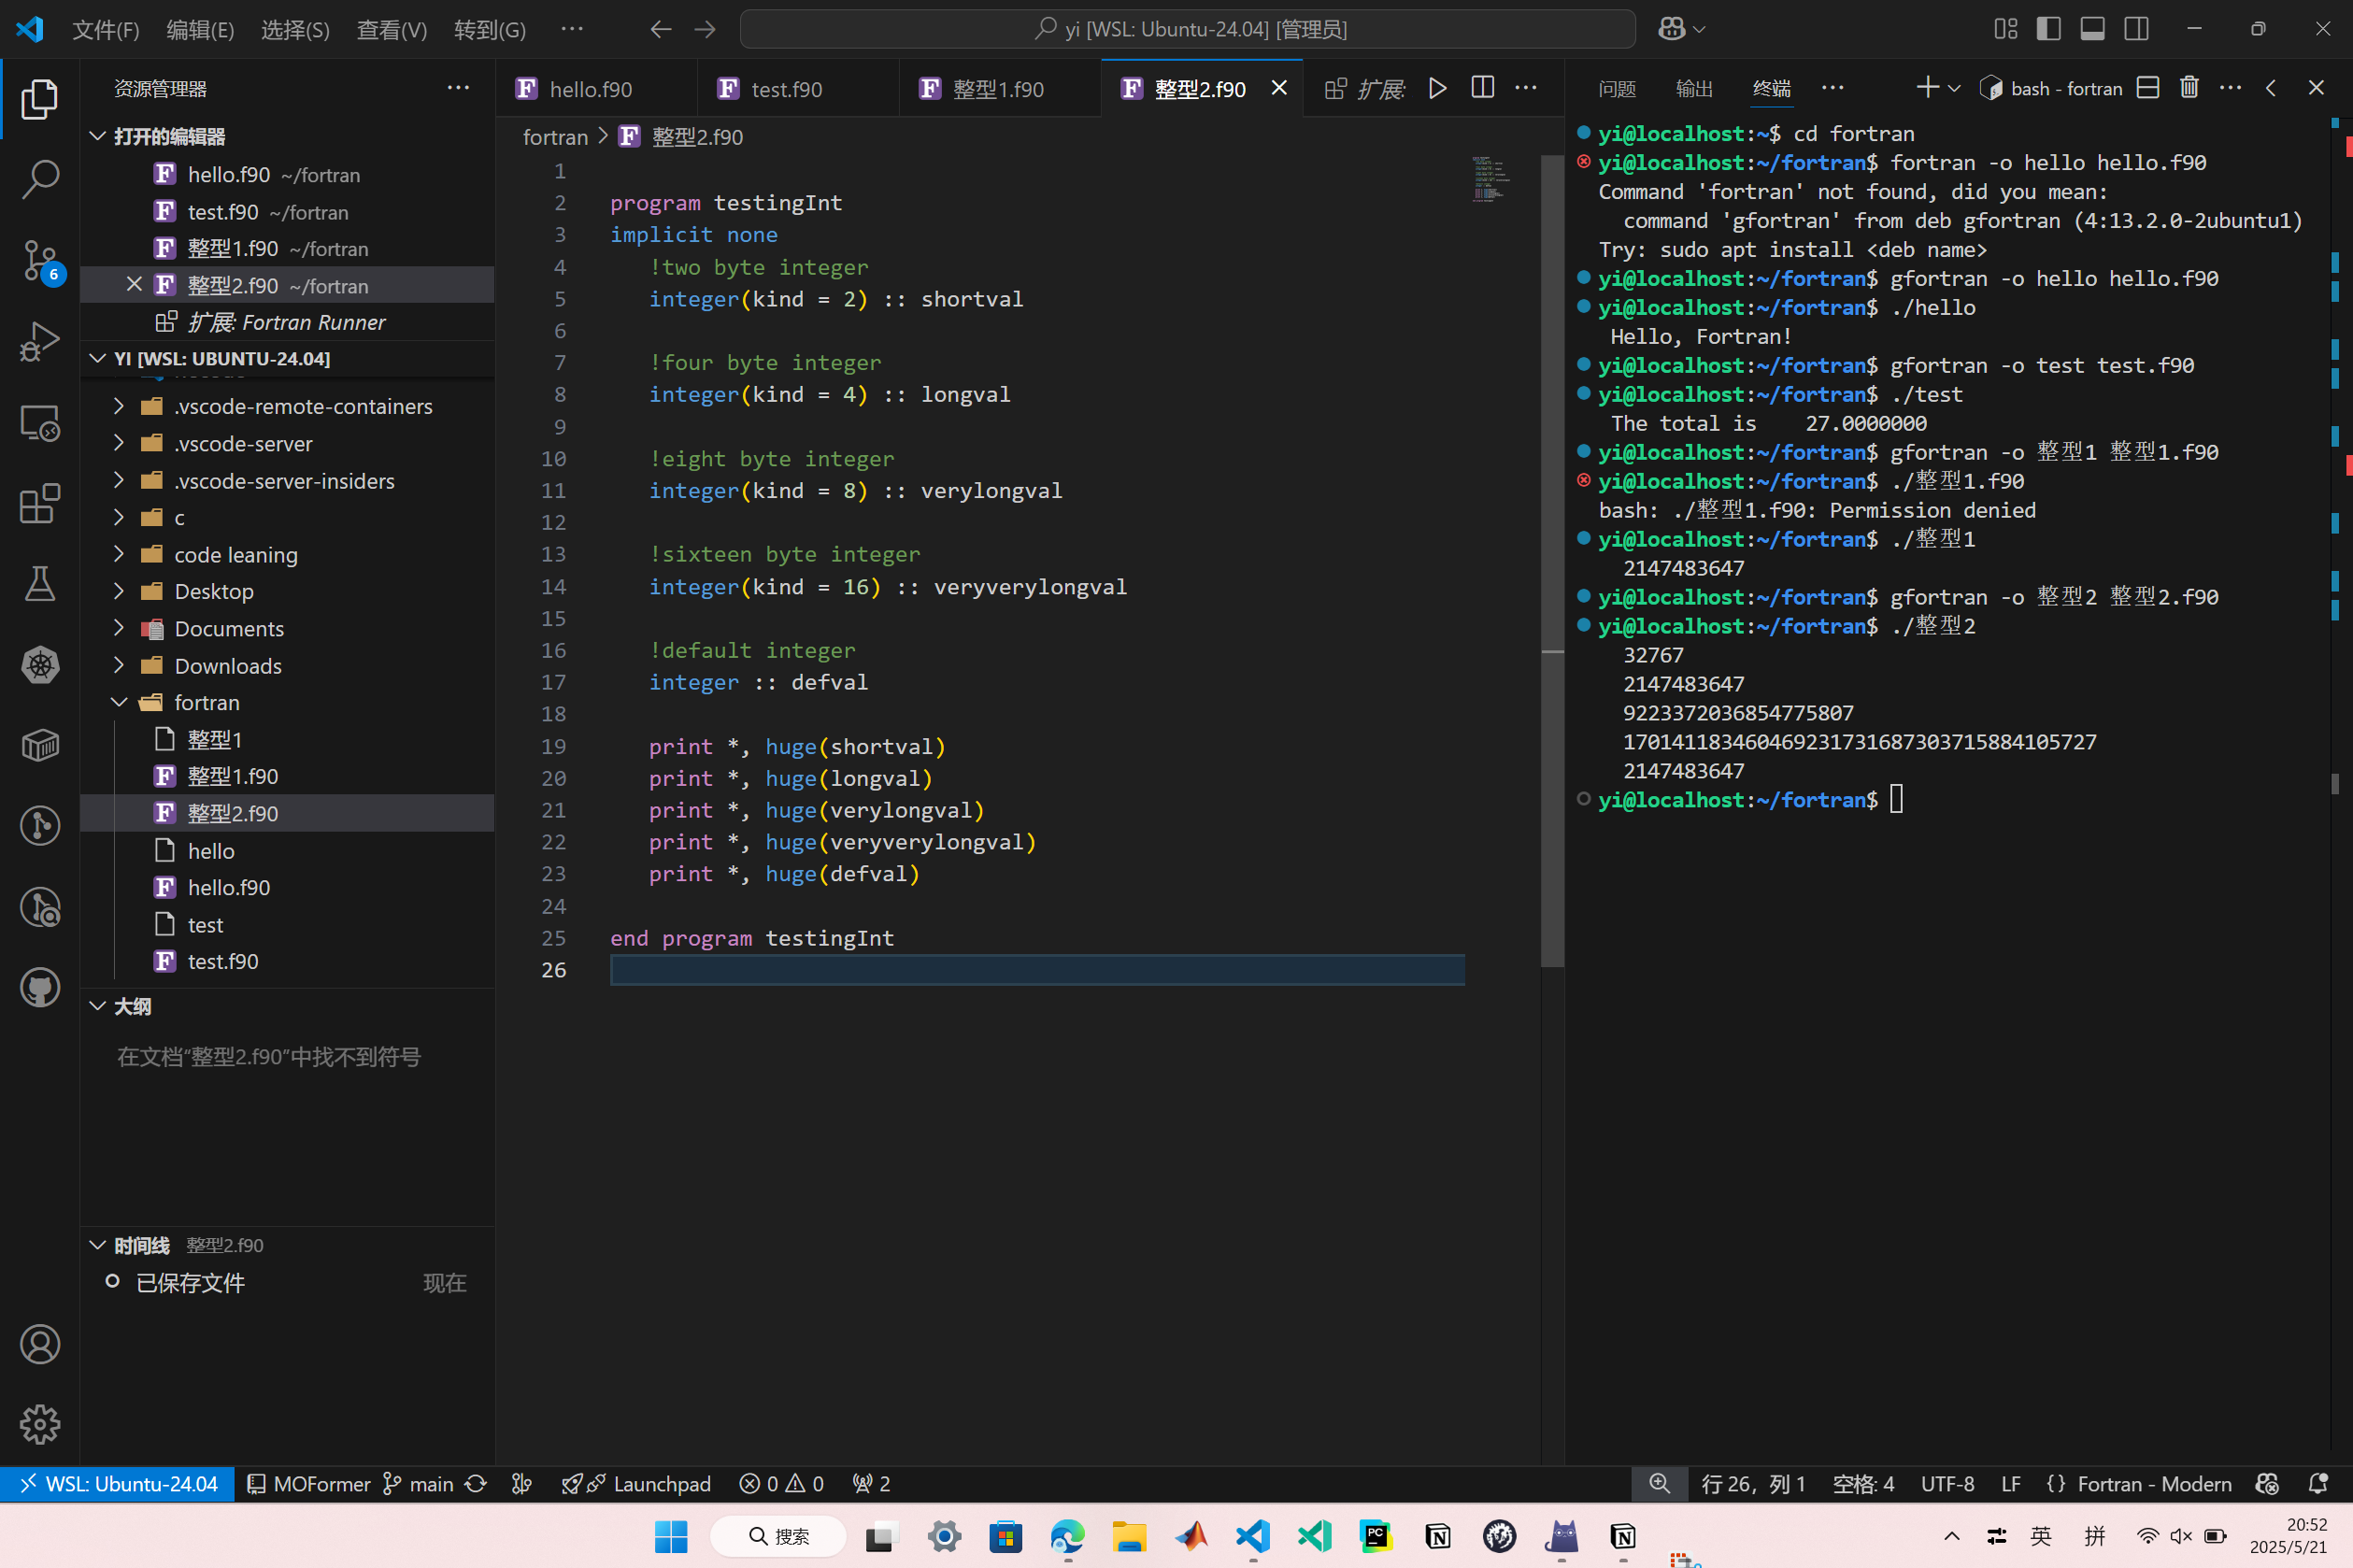 文件(F) 编辑(E) 选择(S) 查看(V) 转到(G) ···
yi [WSL: Ubuntu-24.04] [管理员]
资源管理器
打开的编辑器
hello.f90 ~/fortran
test.f90 ~/fortran
整型1.f90 ~/fortran
整型2.f90 ~/fortran
扩展: Fortran Runner
YI [WSL: UBUNTU-24.04]
.vscode-remote-containers
.vscode-server
.vscode-server-insiders
c
code leaning
Desktop
Documents
Downloads
fortran
整型1
整型1.f90
整型2.f90
hello
hello.f90
test
test.f90
大纲
在文档“整型2.f90”中找不到符号
时间线 整型2.f90
已保存文件 现在
6
hello.f90 test.f90 整型1.f90 整型2.f90 扩展:
fortran > 整型2.f90
1
2 program testingInt
3 implicit none
4 !two byte integer
5 integer(kind = 2) :: shortval
6
7 !four byte integer
8 integer(kind = 4) :: longval
9
10 !eight byte integer
11 integer(kind = 8) :: verylongval
12
13 !sixteen byte integer
14 integer(kind = 16) :: veryverylongval
15
16 !default integer
17 integer :: defval
18
19 print *, huge(shortval)
20 print *, huge(longval)
21 print *, huge(verylongval)
22 print *, huge(veryverylongval)
23 print *, huge(defval)
24
25 end program testingInt
26
问题 输出 终端 ··· bash - fortran
yi@localhost:~$ cd fortran
yi@localhost:~/fortran$ fortran -o hello hello.f90
Command 'fortran' not found, did you mean:
command 'gfortran' from deb gfortran (4:13.2.0-2ubuntu1)
Try: sudo apt install <deb name>
yi@localhost:~/fortran$ gfortran -o hello hello.f90
yi@localhost:~/fortran$ ./hello
Hello, Fortran!
yi@localhost:~/fortran$ gfortran -o test test.f90
yi@localhost:~/fortran$ ./test
The total is 27.0000000
yi@localhost:~/fortran$ gfortran -o 整型1 整型1.f90
yi@localhost:~/fortran$ ./整型1.f90
bash: ./整型1.f90: Permission denied
yi@localhost:~/fortran$ ./整型1
2147483647
yi@localhost:~/fortran$ gfortran -o 整型2 整型2.f90
yi@localhost:~/fortran$ ./整型2
32767
2147483647
9223372036854775807
170141183460469231731687303715884105727
2147483647
yi@localhost:~/fortran$
WSL: Ubuntu-24.04 MOFormer main Launchpad 0 0 2
行 26，列 1 空格: 4 UTF-8 LF {} Fortran - Modern
搜索
PC
英 拼
20:52
2025/5/21